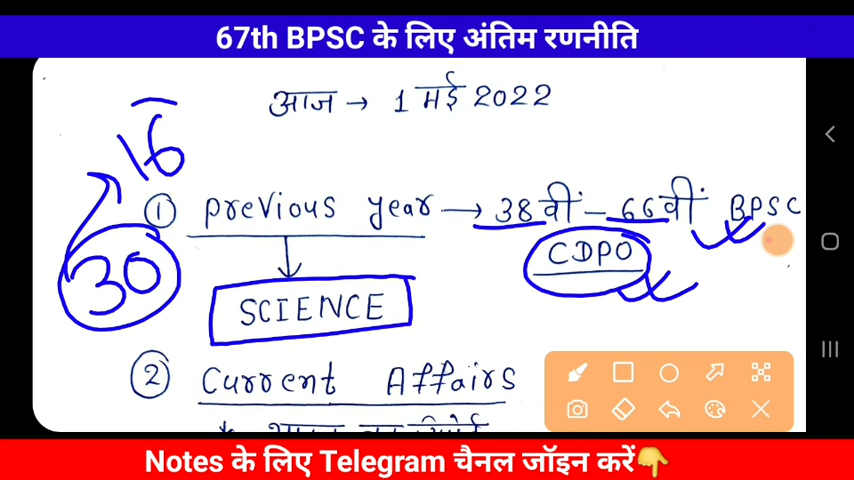 67th BPSC के लिए अंतिम रणनीति
आज → 1 मई 2022
16
① previous year → 38वीं – 66वीं BPSC
30
CDPO
SCIENCE
② Current Affairs
Notes के लिए Telegram चैनल जॉइन करें👇